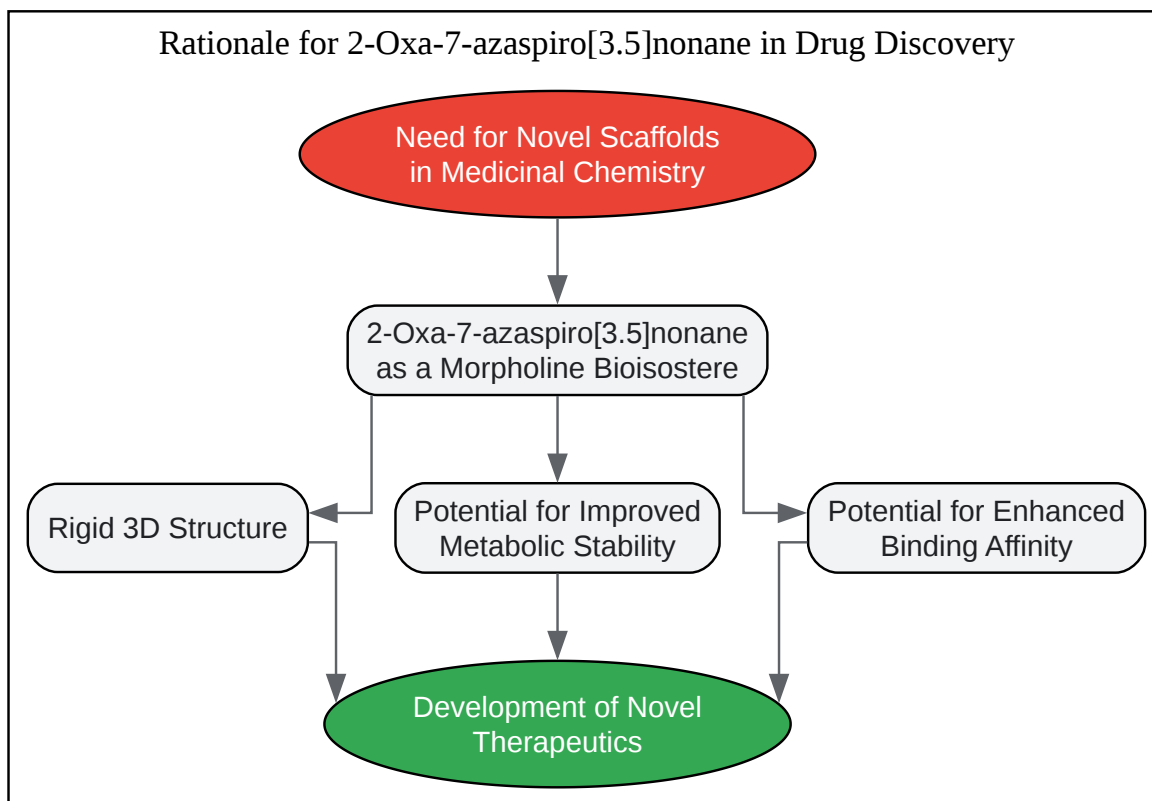 Rationale for 2-Oxa-7-azaspiro[3.5]nonane in Drug Discovery
Need for Novel Scaffolds
in Medicinal Chemistry
2-Oxa-7-azaspiro[3.5]nonane
as a Morpholine Bioisostere
Rigid 3D Structure
Potential for Improved
Metabolic Stability
Potential for Enhanced
Binding Affinity
Development of Novel
Therapeutics